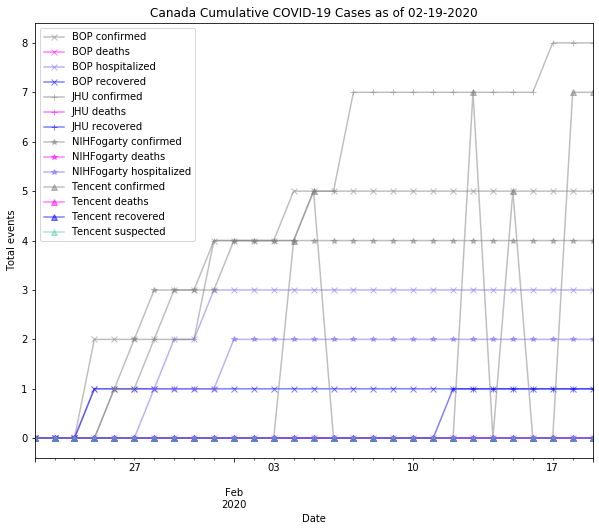 Canada Cumulative COVID-19 Cases as of 02-19-2020
BOP confirmed
BOP deaths
BOP hospitalized
BOP recovered
JHU confirmed
JHU deaths
JHU recovered
NIHFogarty confirmed
NIHFogarty deaths
NIHFogarty hospitalized
Tencent confirmed
Tencent deaths
Tencent recovered
Tencent suspected
Total events
8
7
6
5
4
3
2
1
0
27
03
10
17
Feb
2020
Date